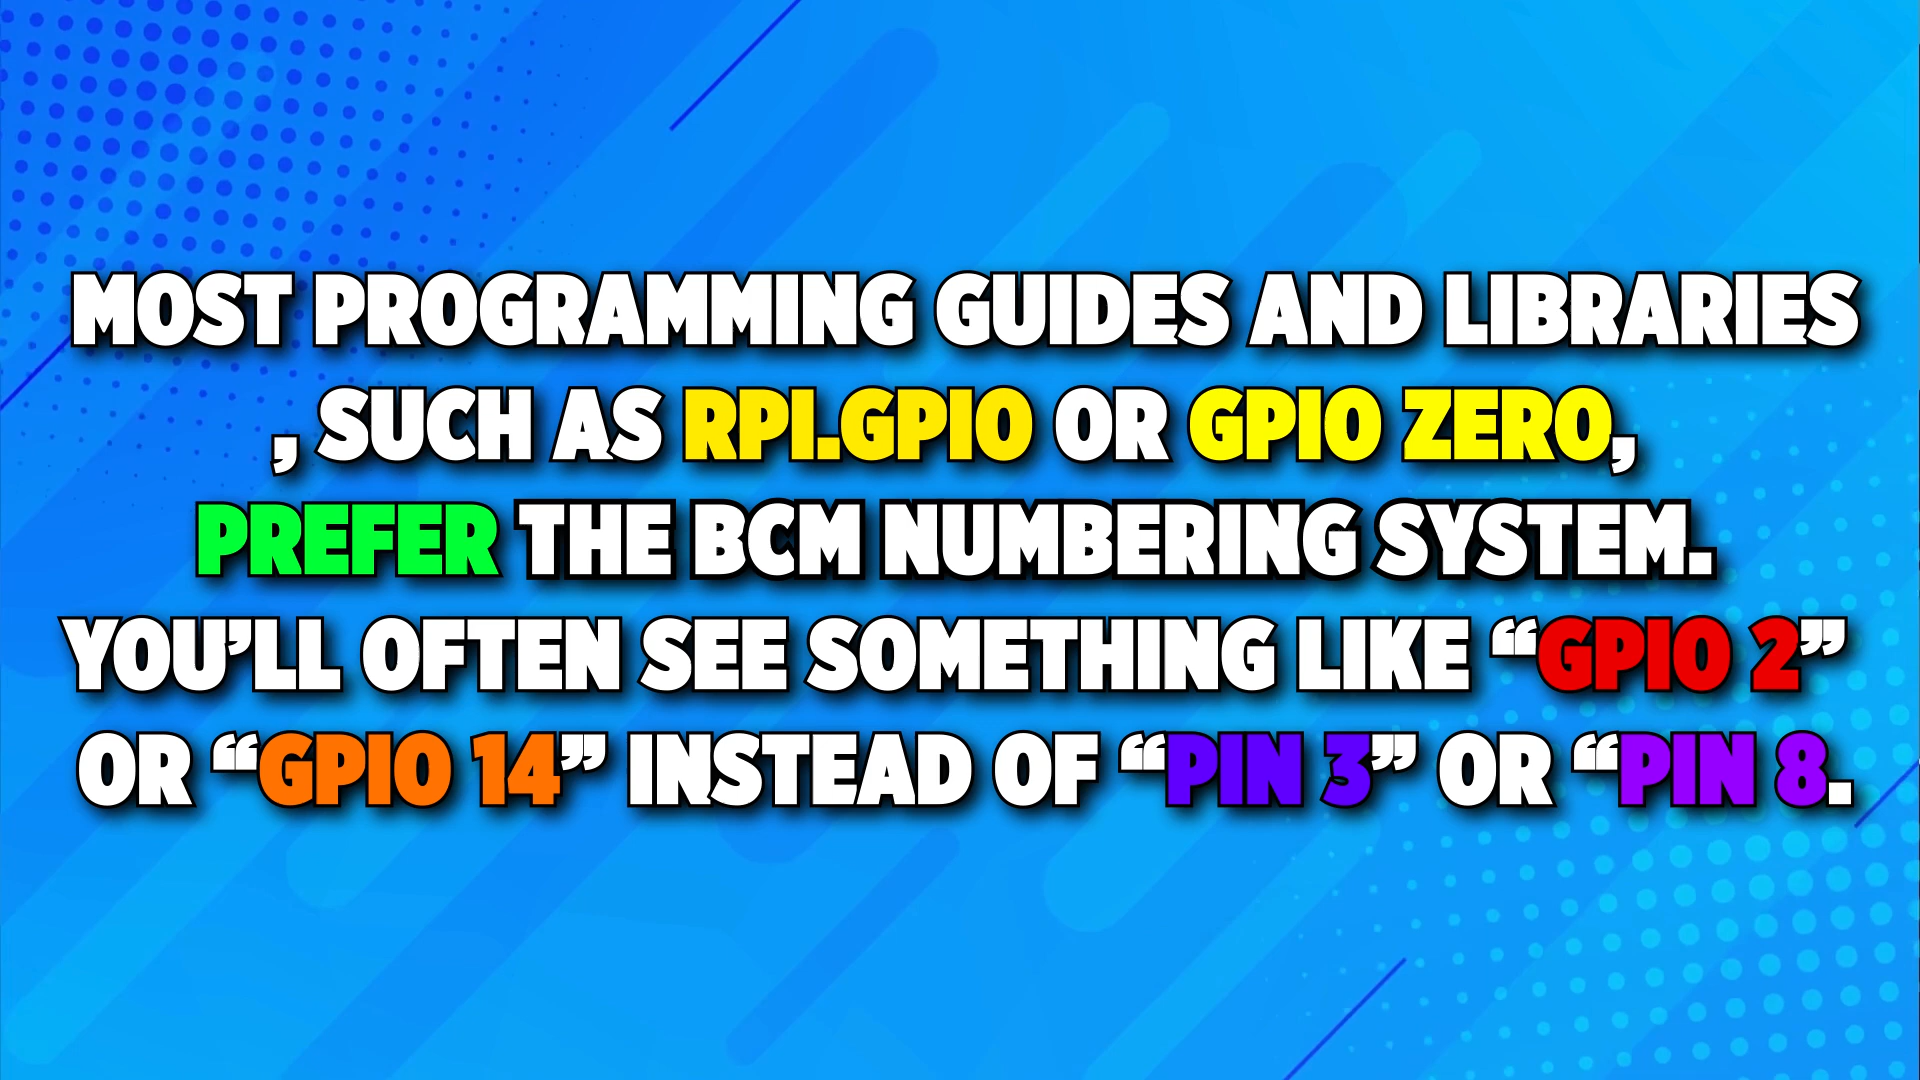 MOST PROGRAMMING GUIDES AND LIBRARIES
, SUCH AS RPI.GPIO OR GPIO ZERO,
PREFER THE BCM NUMBERING SYSTEM.
YOU’LL OFTEN SEE SOMETHING LIKE “GPIO 2”
OR “GPIO 14” INSTEAD OF “PIN 3” OR “PIN 8.